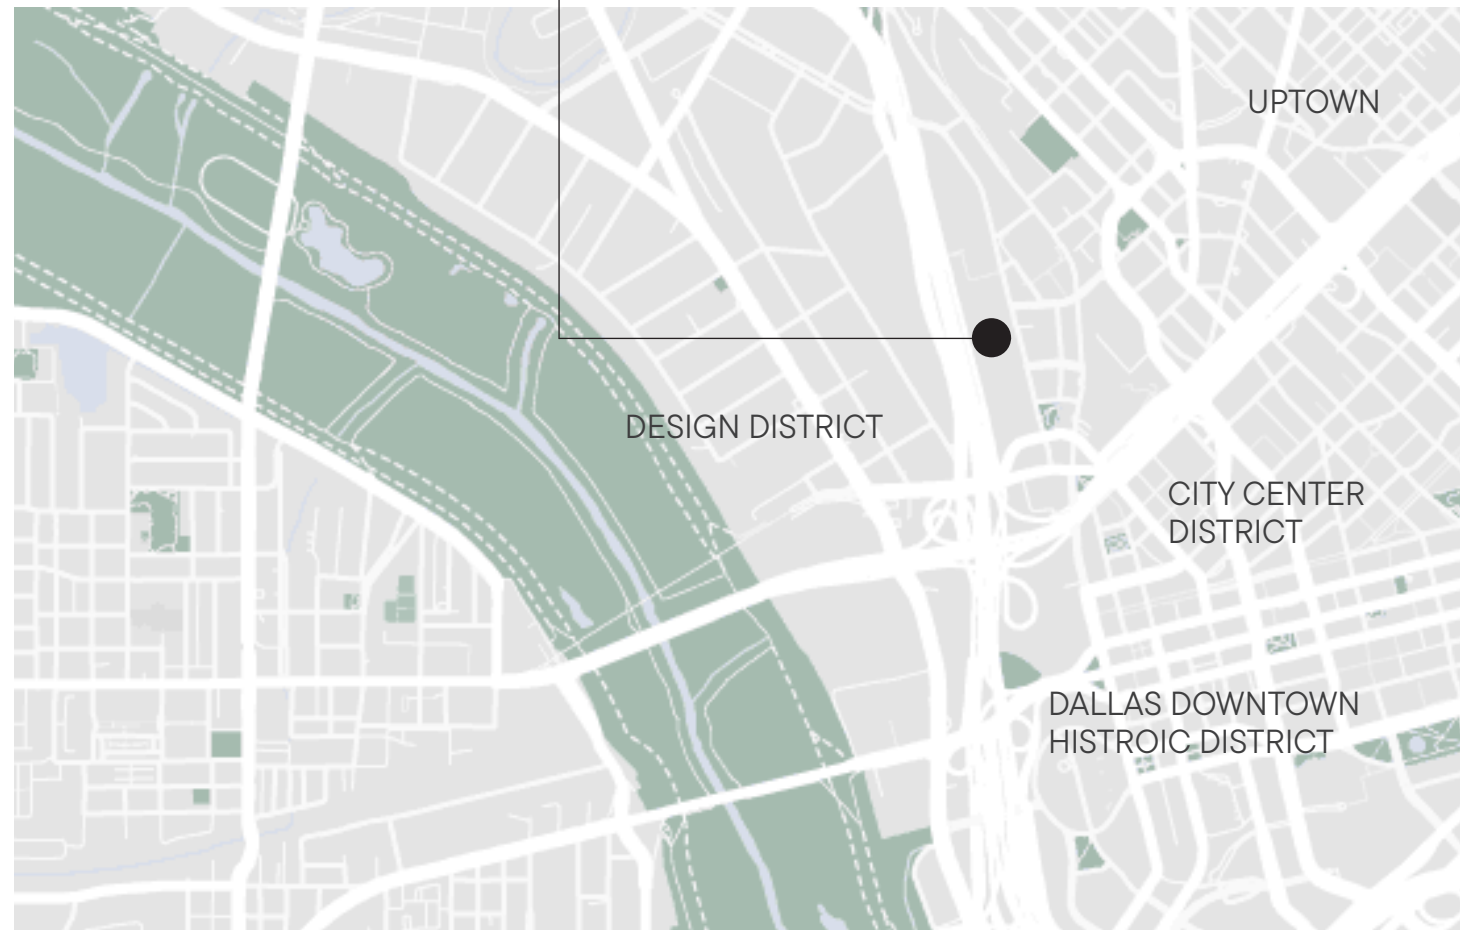 UPTOWN
DESIGN DISTRICT
CITY CENTER
DISTRICT
DALLAS DOWNTOWN
HISTROIC DISTRICT